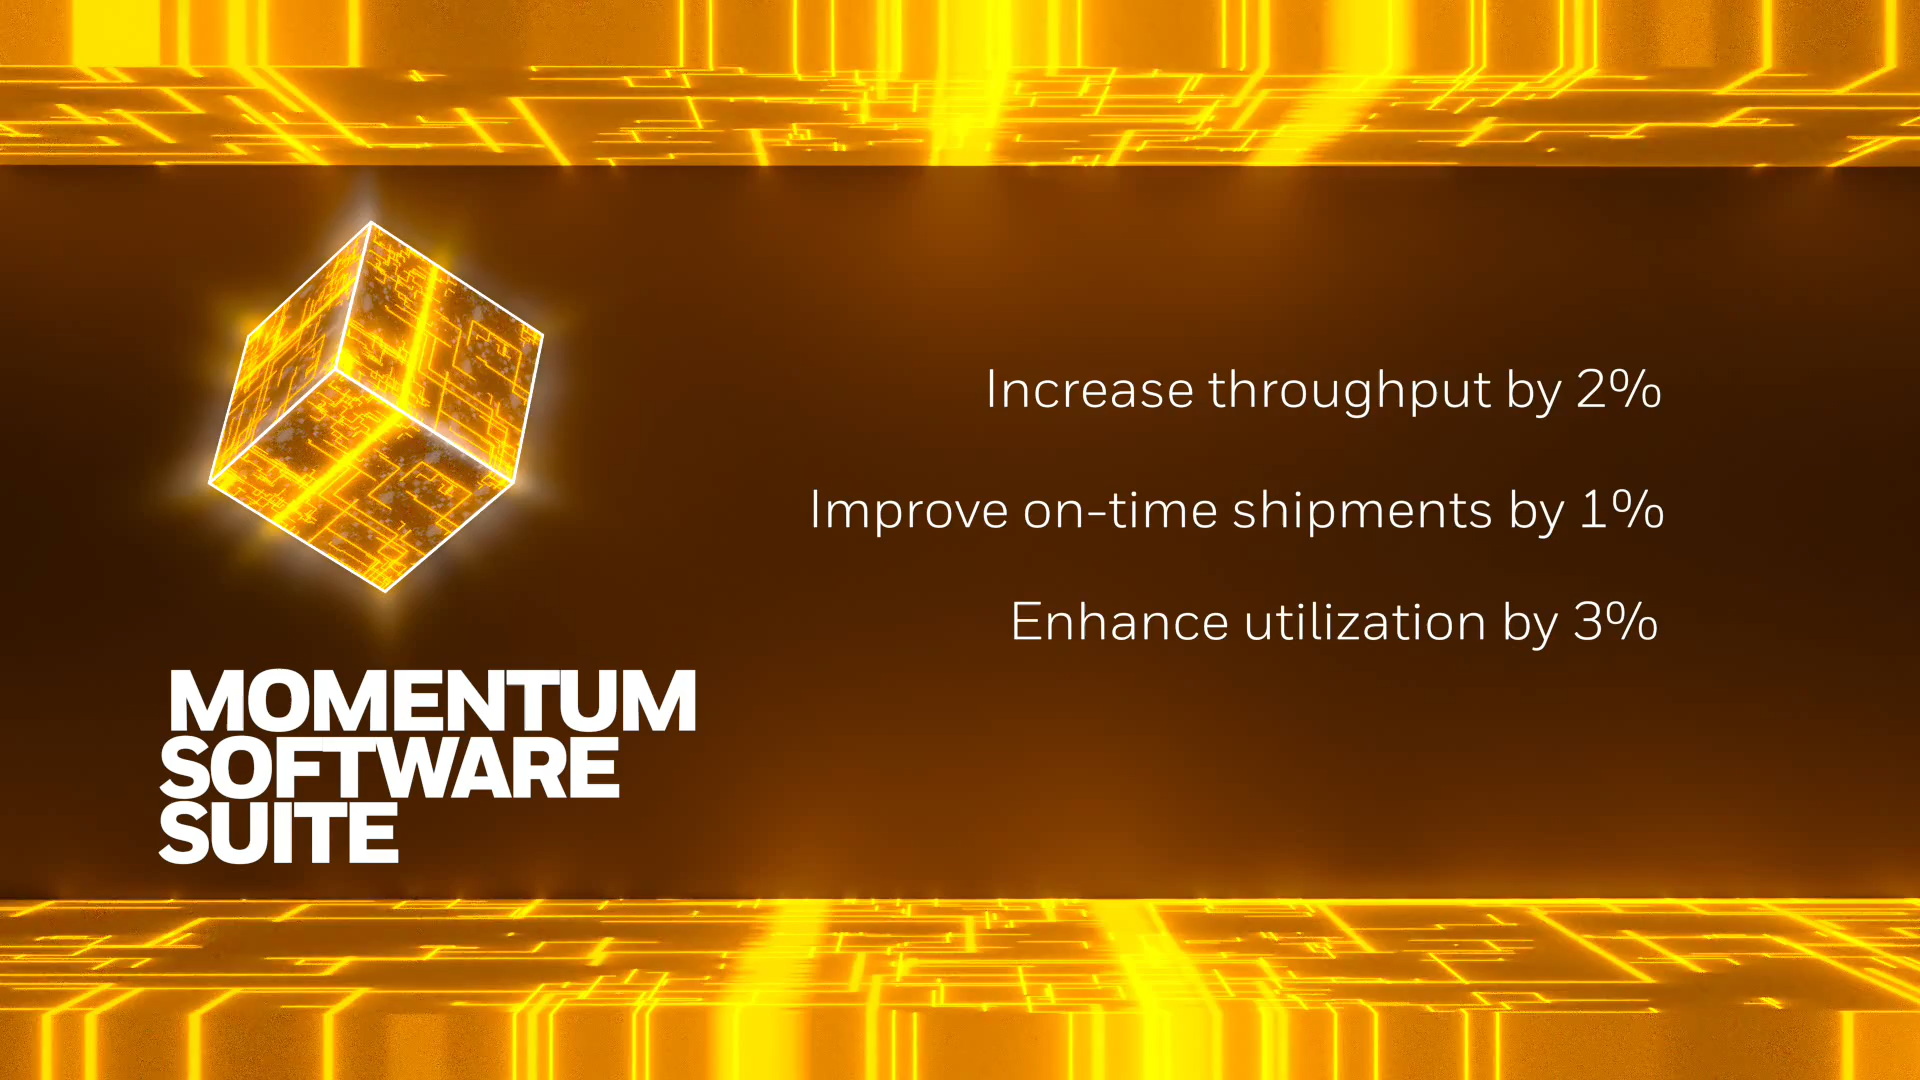 Increase throughput by 2%
Improve on-time shipments by 1%
Enhance utilization by 3%
MOMENTUM
SOFTWARE
SUITE